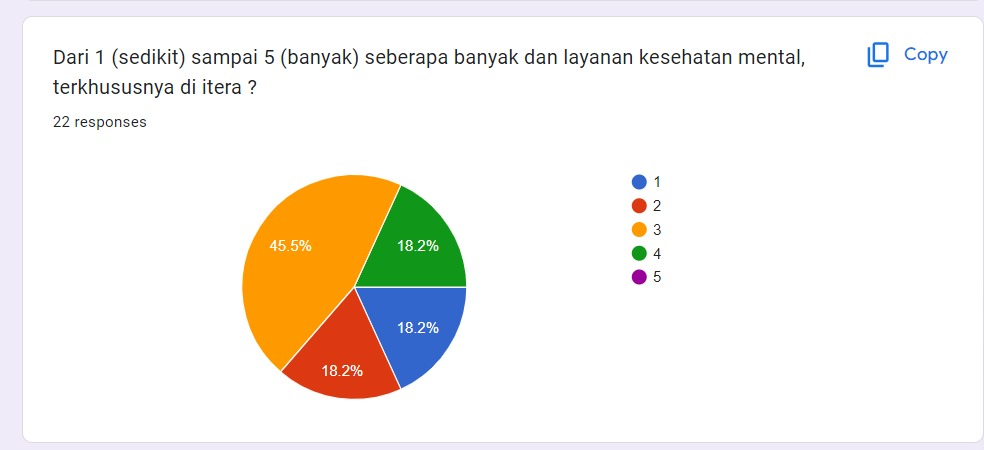 Dari 1 (sedikit) sampai 5 (banyak) seberapa banyak dan layanan kesehatan mental,
terkhususnya di itera ?
Copy
22 responses
45.5%
18.2%
18.2%
18.2%
1
2
3
4
5